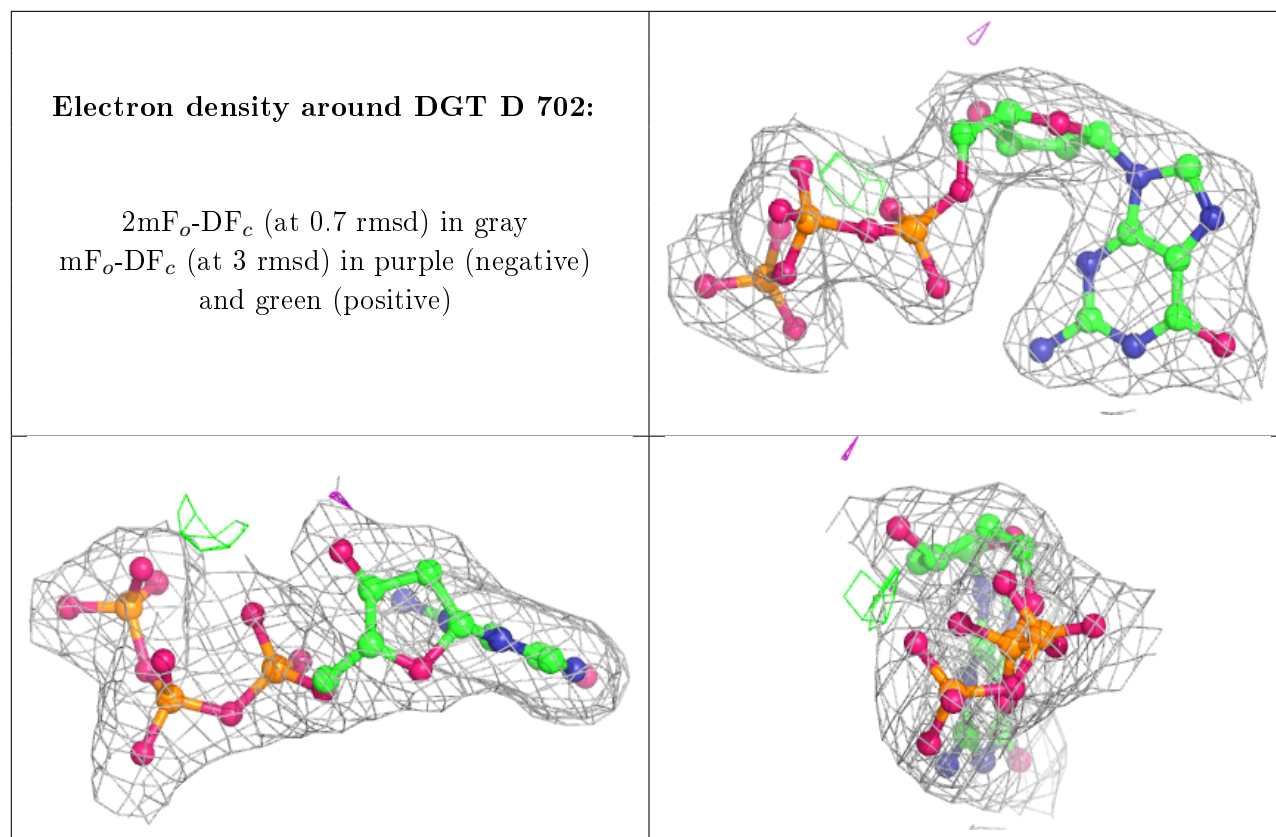 Electron density around DGT D 702:
2mFo-DFc (at 0.7 rmsd) in gray
mFo-DFc (at 3 rmsd) in purple (negative)
and green (positive)